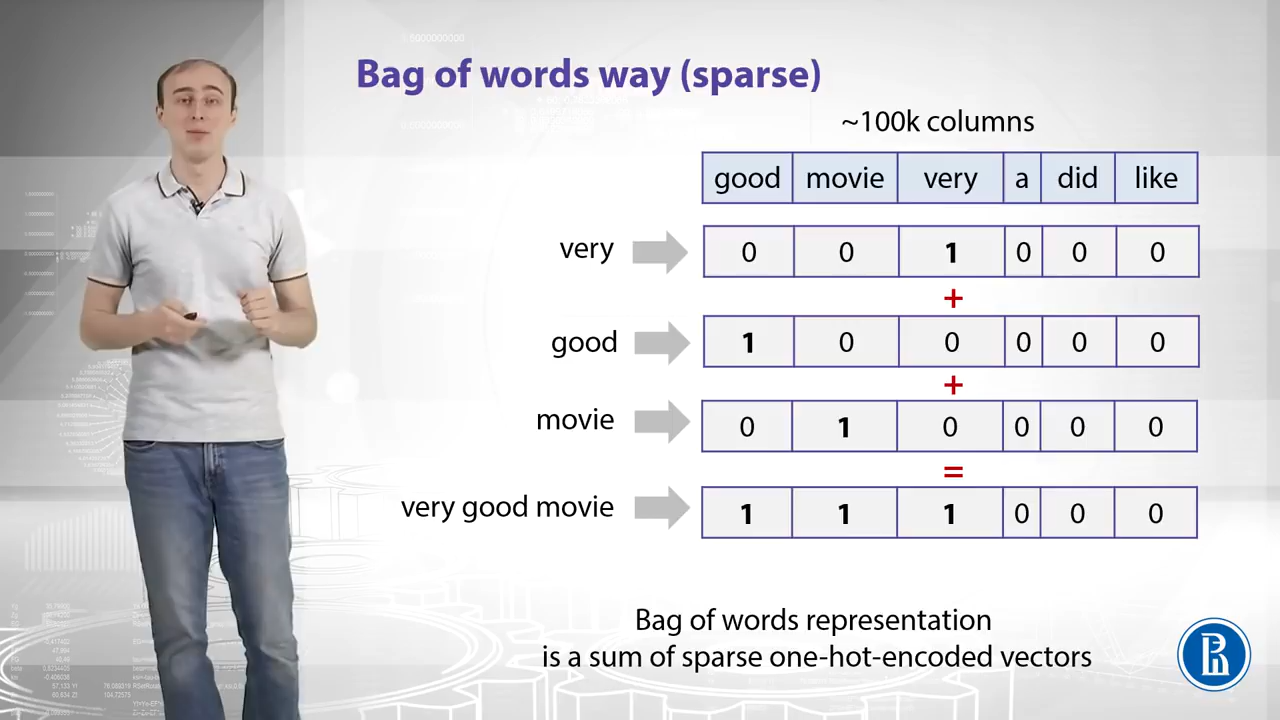 Bag of words way (sparse)
~100k columns
good movie very a did like
very 0 0 1 0 0 0
+
good 1 0 0 0 0 0
+
movie 0 1 0 0 0 0
=
very good movie 1 1 1 0 0 0
Bag of words representation
is a sum of sparse one-hot-encoded vectors